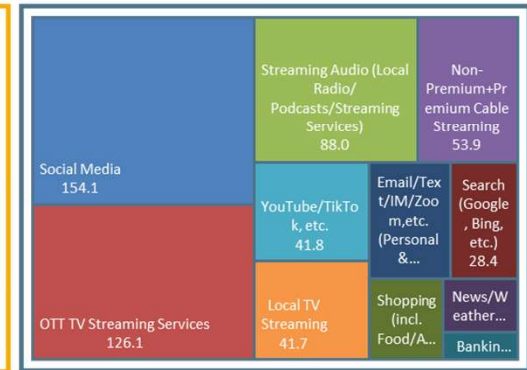 Social Media
154.1
OTT TV Streaming Services
126.1
Streaming Audio (Local
Radio/
Podcasts/Streaming
Services)
88.0
Non-
Premium+Pr
emium Cable
Streaming
53.9
YouTube/TikTo
k, etc.
41.8
Local TV
Streaming
41.7
Email/Tex
t/IM/Zoo
m,etc.
(Personal
&...
Search
(Google
, Bing,
etc.)
28.4
Shopping
(incl.
Food/A...
News/W
eather...
Bankin...